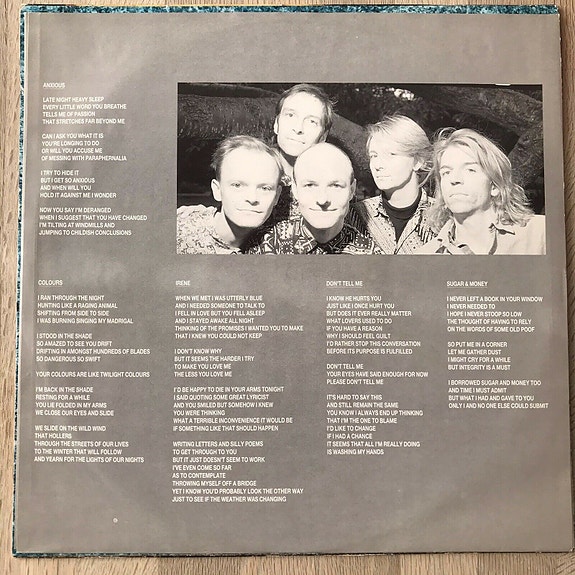 ANXIOUS
LATE NIGHT HEAVY SLEEP
EVERY LITTLE WORD YOU BREATHE
TELLS ME OF PASSION
THAT STRETCHES FAR BEYOND ME
CAN I ASK YOU WHAT IT IS
YOU'RE LONGING TO DO
OR WILL YOU ACCUSE ME
OF MESSING WITH PARAPHERNALIA
I TRY TO HIDE IT
BUT I GET SO ANXIOUS
AND WHEN WILL YOU
HOLD IT AGAINST ME I WONDER
NOW YOU SAY I'M DERANGED
WHEN I SUGGEST THAT YOU HAVE CHANGED
I'M TILTING AT WINDMILLS AND
JUMPING TO CHILDISH CONCLUSIONS
COLOURS
I RAN THROUGH THE NIGHT
HUNTING LIKE A RAGING ANIMAL
SHIFTING FROM SIDE TO SIDE
I WAS BURNING SINGING MY MADRIGAL
I STOOD IN THE SHADE
SO AMAZED TO SEE YOU DRIFT
DRIFTING IN AMONGST HUNDREDS OF BLADES
SO DANGEROUS SO SWIFT
YOUR COLOURS ARE LIKE TWILIGHT COLOURS
I'M BACK IN THE SHADE
RESTING FOR A WHILE
YOU LIE FOLDED IN MY ARMS
WE CLOSE OUR EYES AND SLIDE
WE SLIDE ON THE WILD WIND
THAT HOLLERS
THROUGH THE STREETS OF OUR LIVES
TO THE WINTER THAT WILL FOLLOW
AND YEARN FOR THE LIGHTS OF OUR NIGHTS
IRENE
WHEN WE MET I WAS UTTERLY BLUE
AND I NEEDED SOMEONE TO TALK TO
I FELL IN LOVE BUT YOU FELL ASLEEP
AND I STAYED AWAKE ALL NIGHT
THINKING OF THE PROMISES I WANTED YOU TO MAKE
THAT I KNEW YOU COULD NOT KEEP
I DON'T KNOW WHY
BUT IT SEEMS THE HARDER I TRY
TO MAKE YOU LOVE ME
THE LESS YOU LOVE ME
I'D BE HAPPY TO DIE IN YOUR ARMS TONIGHT
I SAID QUOTING SOME GREAT LYRICIST
AND YOU SMILED BUT SOMEHOW I KNEW
YOU WERE THINKING
WHAT A TERRIBLE INCONVENIENCE IT WOULD BE
IF SOMETHING LIKE THAT SHOULD HAPPEN
WRITING LETTERS AND SILLY POEMS
TO GET THROUGH TO YOU
BUT IT JUST DOESN'T SEEM TO WORK
I'VE EVEN COME SO FAR
AS TO CONTEMPLATE
THROWING MYSELF OFF A BRIDGE
YET I KNOW YOU'D PROBABLY LOOK THE OTHER WAY
JUST TO SEE IF THE WEATHER WAS CHANGING
DON'T TELL ME
I KNOW HE HURTS YOU
JUST LIKE I ONCE HURT YOU
BUT DOES IT EVER REALLY MATTER
WHAT LOVERS USED TO DO
IF YOU HAVE A REASON
WHY SHOULD I FEEL GUILT
I'D RATHER STOP THIS CONVERSATION
BEFORE ITS PURPOSE IS FULFILLED
DON'T TELL ME
YOUR EYES HAVE SAID ENOUGH FOR NOW
PLEASE DON'T TELL ME
IT'S HARD TO SAY THIS
AND STILL REMAIN THE SAME
YOU KNOW I ALWAYS END UP THINKING
THAT I'M THE ONE TO BLAME
I'D LIKE TO CHANGE
IF I HAD A CHANCE
IT SEEMS THAT ALL I'M REALLY DOING
IS WASHING MY HANDS
SUGAR & MONEY
I NEVER LEFT A BOOK IN YOUR WINDOW
I NEVER NEEDED TO
I HOPE I NEVER STOOP SO LOW
THE THOUGHT OF HAVING TO RELY
ON THE WORDS OF SOME OLD POOF
SO PUT ME IN A CORNER
LET ME GATHER DUST
I MIGHT CRY FOR A WHILE
BUT INTEGRITY IS A MUST
I BORROWED SUGAR AND MONEY TOO
AND TIME I MUST ADMIT
BUT WHAT I HAD AND GAVE TO YOU
ONLY I AND NO ONE ELSE COULD SUBMIT